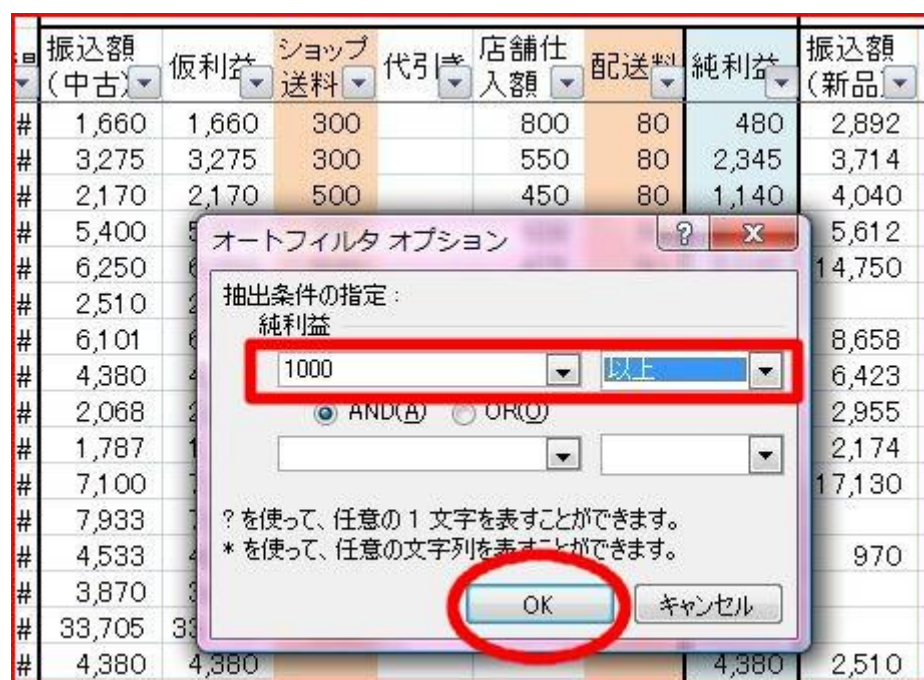 振込額 仮利益 ショップ 代引き 店舗仕 配送料 純利益 振込額
(中古) 送料 入額 (新品)
# 1,660 1,660 300 800 80 480 2,892
# 3,275 3,275 300 550 80 2,345 3,714
# 2,170 2,170 500 450 80 1,140 4,040
# 5,400 5,612
# 6,250 14,750
# 2,510
# 6,101 8,658
# 4,380 6,423
# 2,068 2,955
# 1,787 2,174
# 7,100 17,130
# 7,933
# 4,533 970
# 3,870
# 33,705
# 4,380 4,380 4,380 2,510
オートフィルタ オプション
抽出条件の指定:
純利益
1000 以上
AND(A) OR(O)
? を使って、任意の 1 文字を表すことができます。
* を使って、任意の文字列を表すことができます。
OK キャンセル